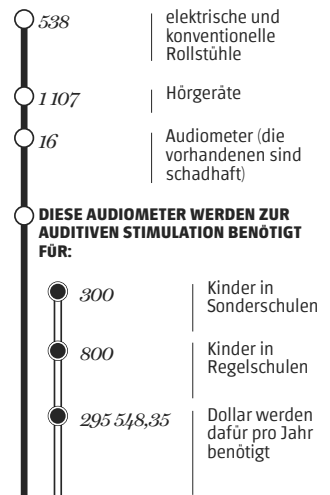 538
elektrische und
konventionelle
Rollstühle
1 107
Hörgeräte
16
Audiometer (die
vorhandenen sind
schadhaft)
DIESE AUDIOMETER WERDEN ZUR
AUDITIVEN STIMULATION BENÖTIGT
FÜR:
300
Kinder in
Sonderschulen
800
Kinder in
Regelschulen
295 548,35
Dollar werden
dafür pro Jahr
benötigt